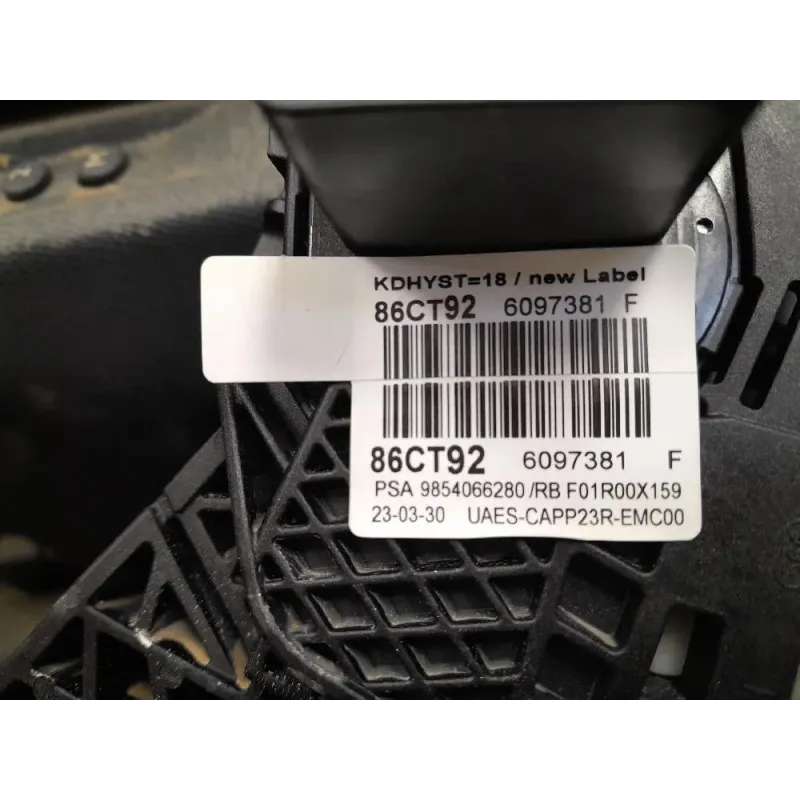 KDHYST=18 / new Label
86CT92 6097381 F
86CT92 6097381 F
PSA 9854066280 /RB F01R00X159
23-03-30 UAES-CAPP23R-EMC00